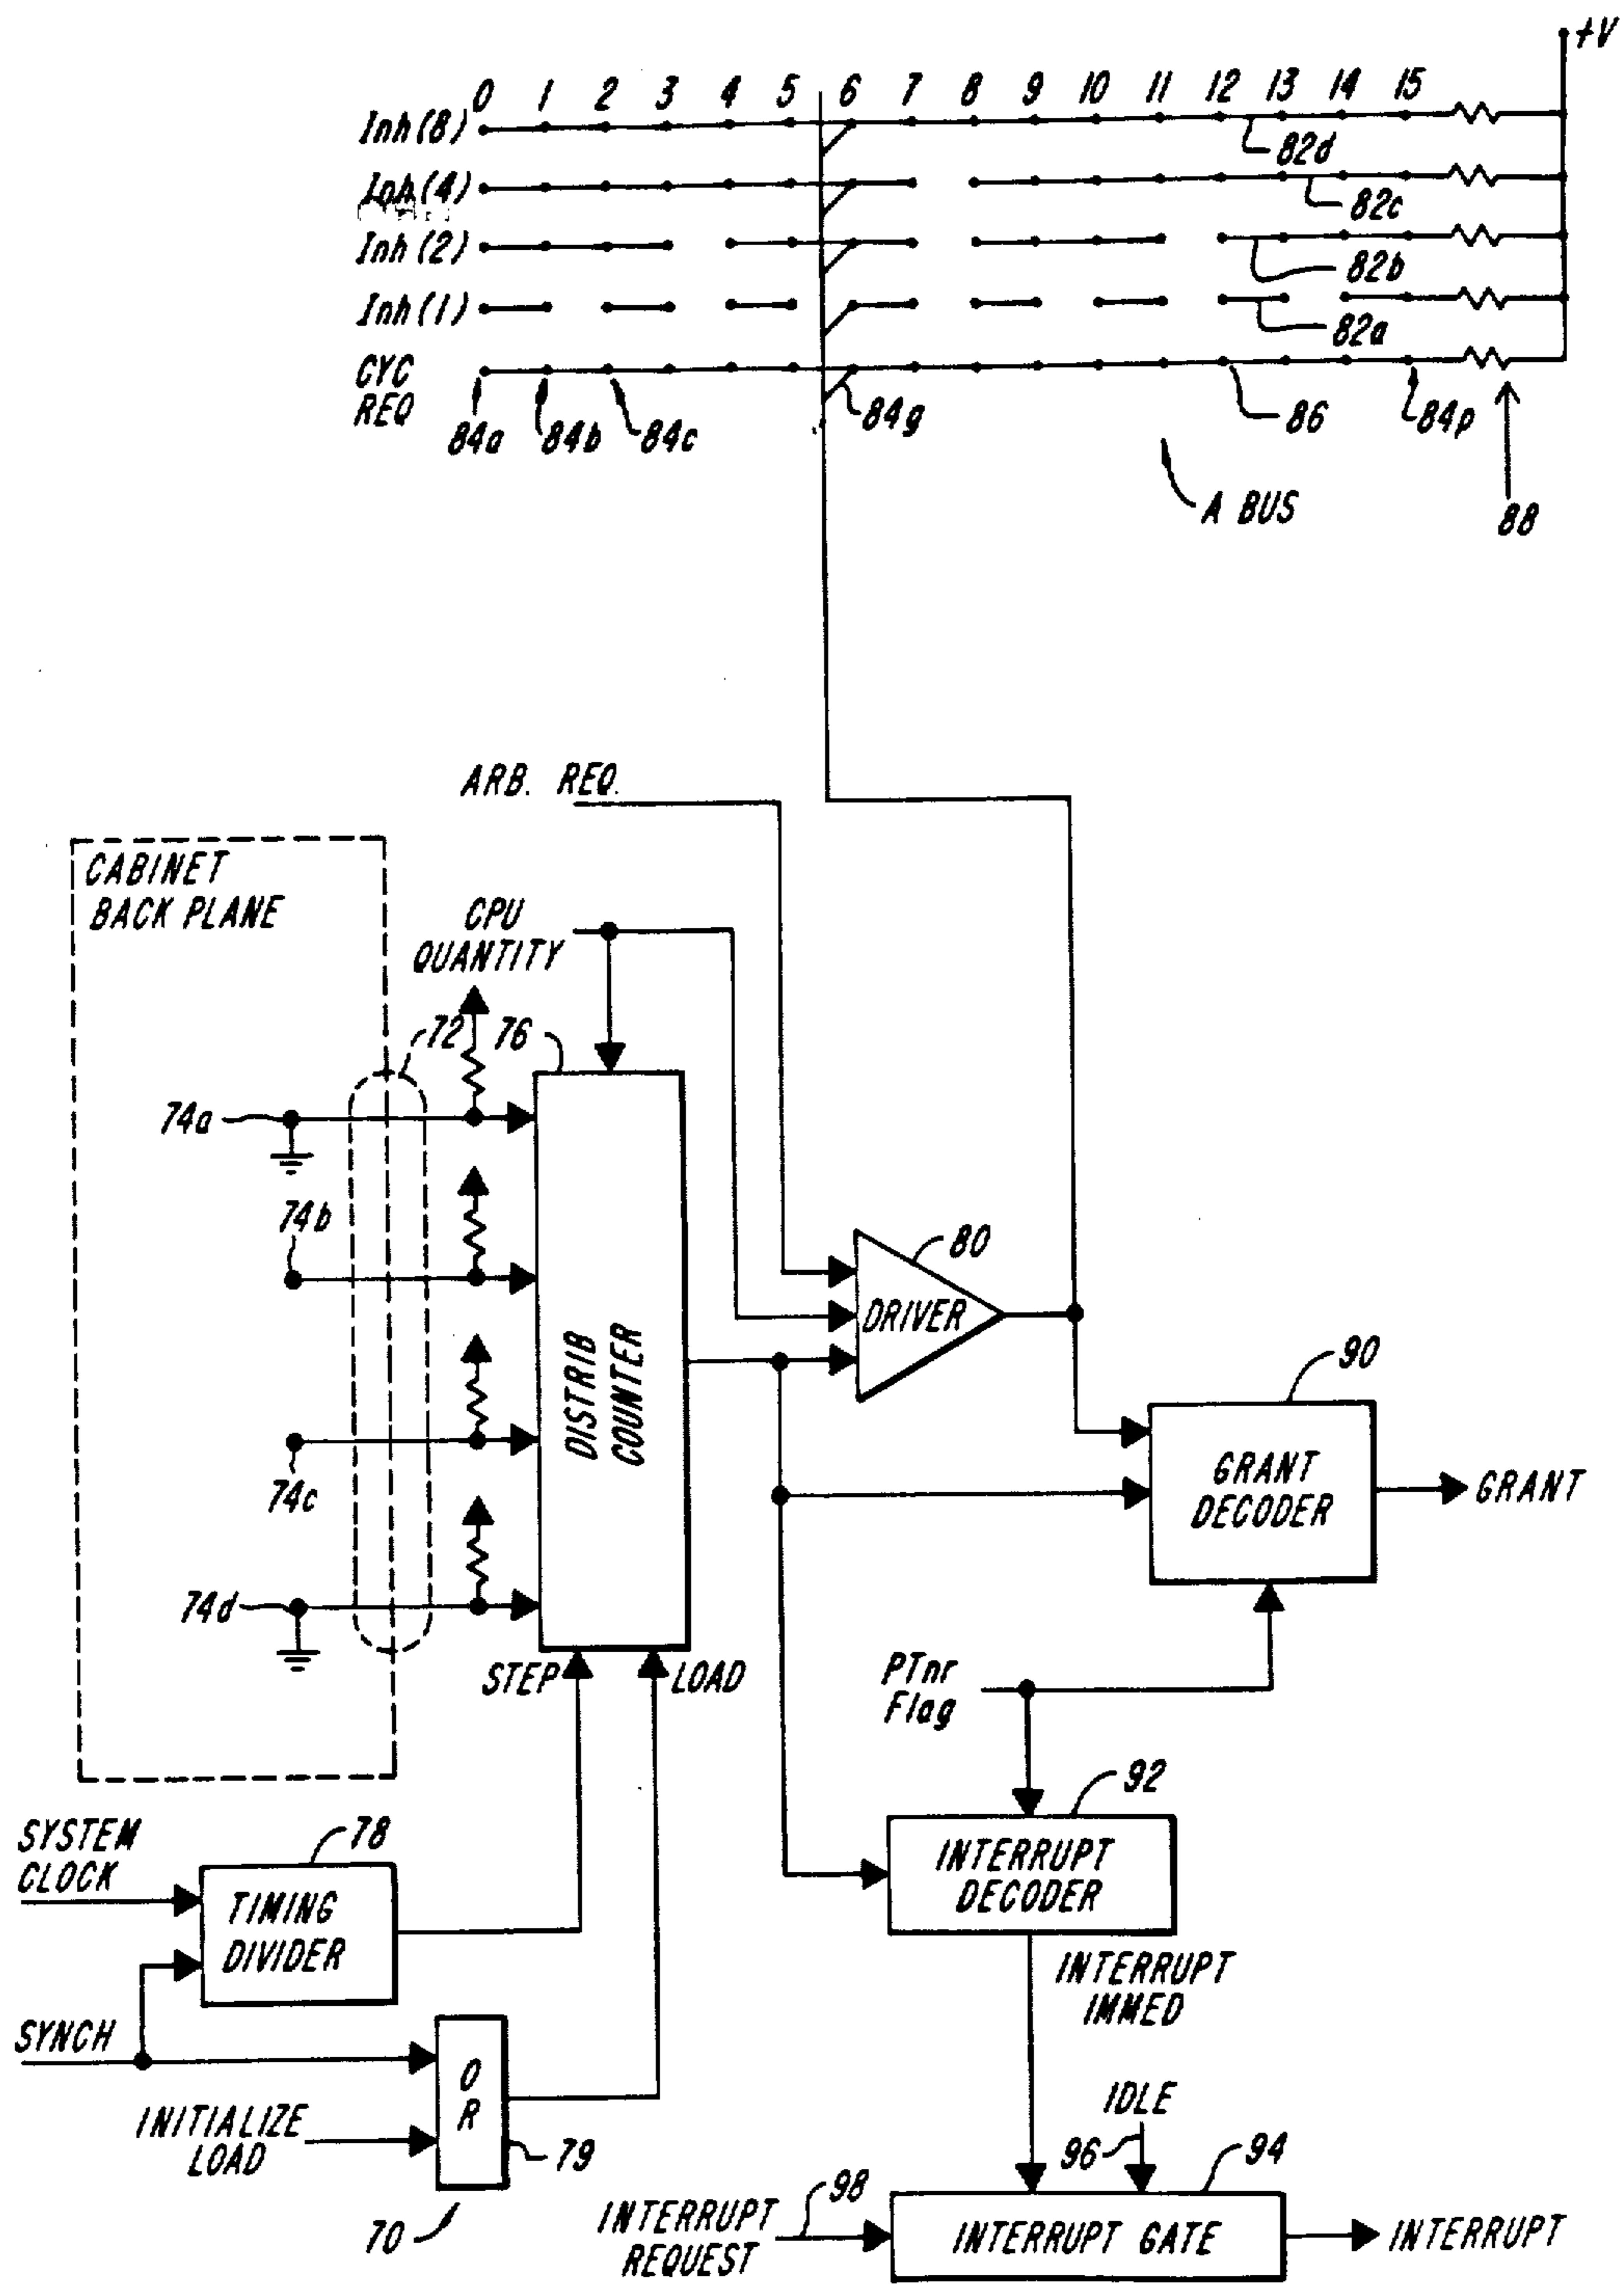 +V
0 1 2 3 4 5 6 7 8 9 10 11 12 13 14 15
Inh(8)
82d
Inh(4)
82c
Inh(2)
82b
Inh(1)
82a
CYC
REQ
84a
84b
84c
84g
86
84p
A BUS
88
ARB. REQ.
CABINET
BACK PLANE
CPU
QUANTITY
72
76
74a
74b
74c
74d
DISTRIB
COUNTER
80
DRIVER
90
GRANT
DECODER
GRANT
STEP
LOAD
PTnr
Flag
92
INTERRUPT
DECODER
SYSTEM
CLOCK
78
TIMING
DIVIDER
INTERRUPT
IMMED
SYNCH
OR
INITIALIZE
LOAD
79
70
IDLE
96
94
98
INTERRUPT
REQUEST
INTERRUPT GATE
INTERRUPT